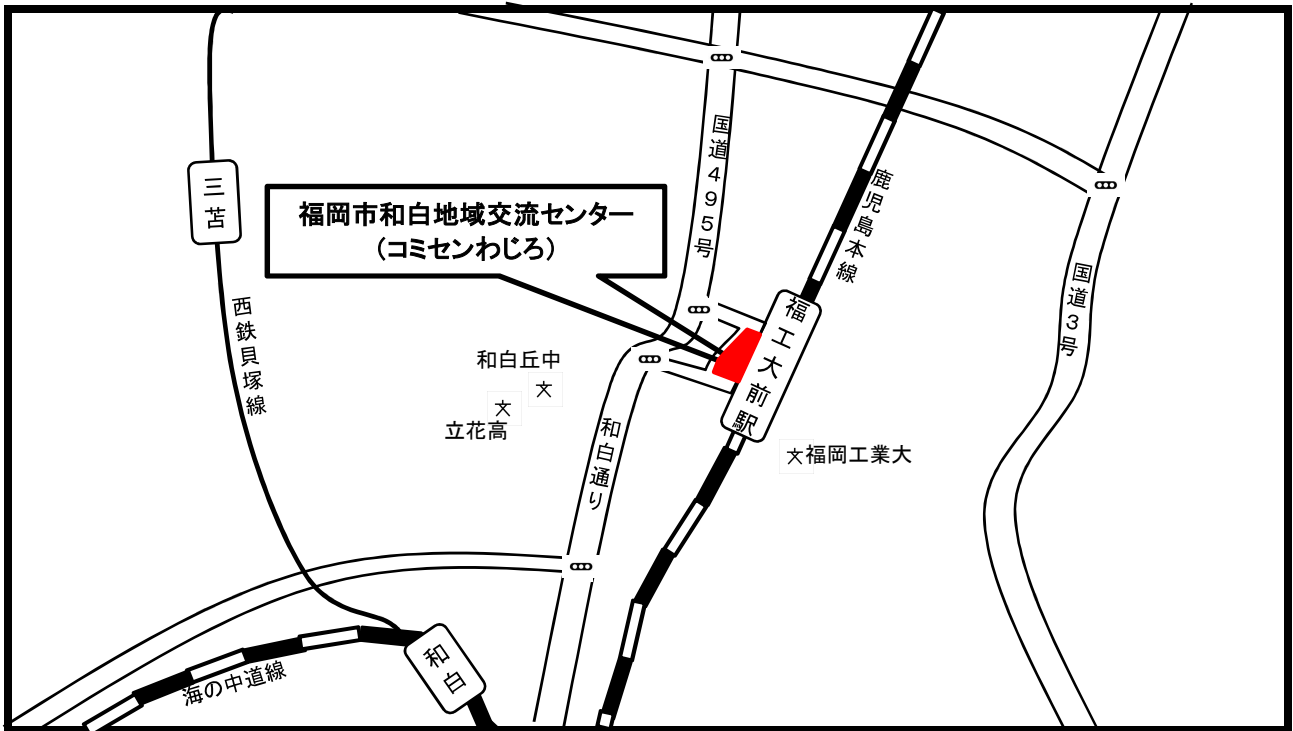 国道495号
三苫
福岡市和白地域交流センター
(コミセンわじろ)
鹿児島本線
国道3号
西鉄貝塚線
福工大前駅
和白丘中
文
文
立花高
和白通り
文福岡工業大
和白
海の中道線